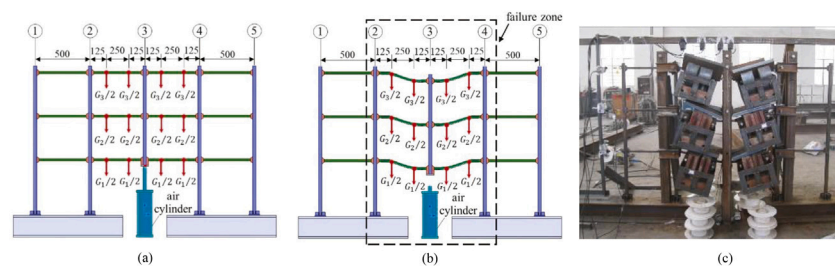 failure zone
1 2 3 4 5
500 125 250 125 125 250 125 500
G₃/2 G₃/2 G₃/2 G₃/2
G₂/2 G₂/2 G₂/2 G₂/2
G₁/2 G₁/2 G₁/2 G₁/2
air
cylinder
(a)
1 2 3 4 5
500 125 250 125 125 250 125 500
G₃/2 G₃/2 G₃/2 G₃/2
G₂/2 G₂/2 G₂/2 G₂/2
G₁/2 G₁/2 G₁/2 G₁/2
air
cylinder
(b)
(c)